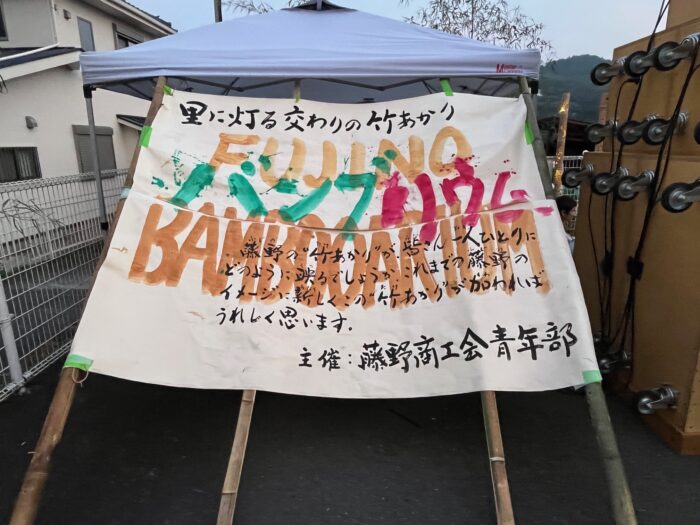 里に灯る交わりの竹あかり
FUJINO
バンブリウム
BAMBOOARIUM
藤野の"竹あかり"が、皆さん一人ひとりに
どのように映るでしょうか、これまでの藤野の
イメージに新しくこの"竹あかり"が加われば
うれしく思います。
主催：藤野商工会青年部